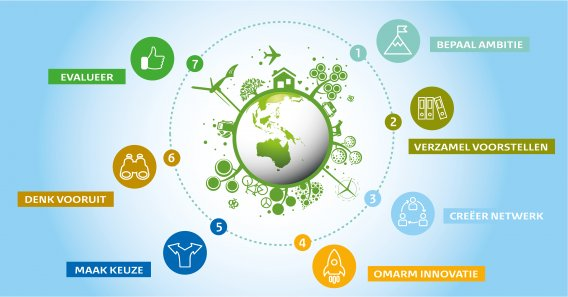 1 BEPAAL AMBITIE
2 VERZAMEL VOORSTELLEN
3 CREËER NETWERK
4 OMARM INNOVATIE
5 MAAK KEUZE
6 DENK VOORUIT
7 EVALUEER